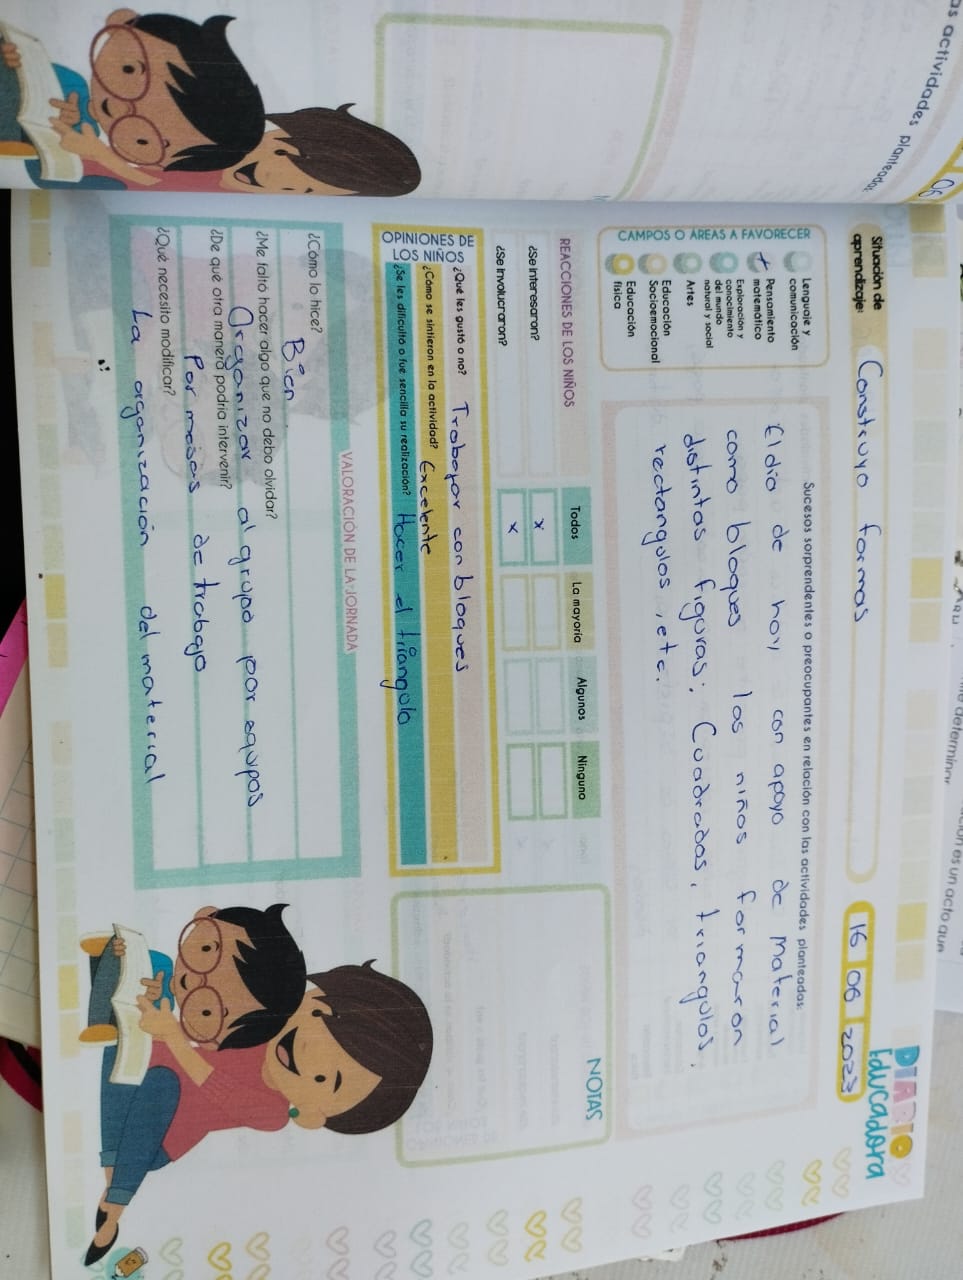 as actividades planteadas:
06
DIARIO
Educadora
Situación de
aprendizaje:
Construyo formas
16 06 2023
CAMPOS O ÁREAS A FAVORECER
Lenguaje y
comunicación
Pensamiento
matemático
Exploración y
conocimiento
del mundo
natural y social
Artes
Educación
Socioemocional
Educación
física
Sucesos sorprendentes o preocupantes en relación con las actividades planteadas:
El día de hoy con apoyo de material
como bloques los niños formaron
distintas figuras; Cuadrados, triangulos,
rectangulos, etc.
REACCIONES DE LOS NIÑOS
Todos
La mayoría
Algunos
Ninguno
¿Se interesaron?
x
¿Se involucraron?
x
NOTAS
OPINIONES DE
LOS NIÑOS
¿Qué les gustó o no? Trabajar con bloques
¿Cómo se sintieron en la actividad? Excelente
¿Se les dificultó o fue sencilla su realización? Hacer el triángulo
VALORACIÓN DE LA JORNADA
¿Cómo lo hice?
Bien
¿Me faltó hacer algo que no debo olvidar?
Organizar al grupo por equipos
¿De qué otra manera podría intervenir?
Por mesas de trabajo
¿Qué necesito modificar?
La organización del material